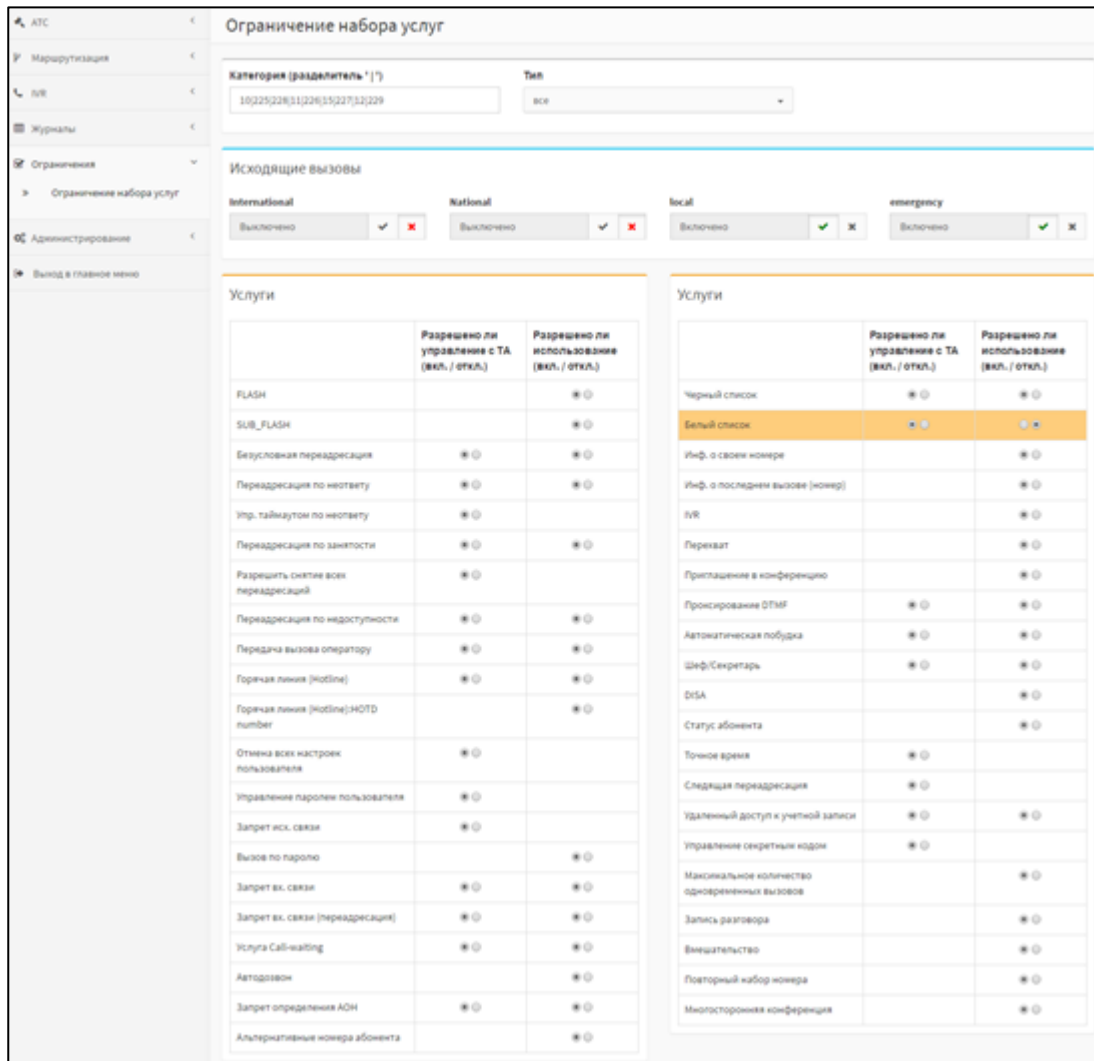 АТС
Маршрутизация
IVR
Журналы
Ограничения
Ограничение набора услуг
Администрирование
Выход в главное меню
Ограничение набора услуг
Категория (разделитель '|')
Тип
10|225|228|11|226|15|227|12|229
все
Исходящие вызовы
International
National
local
emergency
Выключено
Выключено
Включено
Включено
Услуги
Разрешено ли управление с ТА (вкл. / откл.)
Разрешено ли использование (вкл. / откл.)
FLASH
SUB_FLASH
Безусловная переадресация
Переадресация по неответу
Упр. таймаутом по неответу
Переадресация по занятости
Разрешить снятие всех
переадресаций
Переадресация по недоступности
Передача вызова оператору
Горячая линия (Hotline)
Горячая линия (Hotline):HOTD
number
Отмена всех настроек
пользователя
Управление паролем пользователя
Запрет исх. связи
Вызов по паролю
Запрет вх. связи
Запрет вх. связи (переадресация)
Услуга Call-waiting
Автодозвон
Запрет определения АОН
Альтернативные номера абонента
Услуги
Разрешено ли управление с ТА (вкл. / откл.)
Разрешено ли использование (вкл. / откл.)
Черный список
Белый список
Инф. о своем номере
Инф. о последнем вызове (номер)
IVR
Перехват
Приглашение в конференцию
Проксирование DTMF
Автоматическая побудка
Шеф/Секретарь
DISA
Статус абонента
Точное время
Следящая переадресация
Удаленный доступ к учетной записи
Управление секретным кодом
Максимальное количество
одновременных вызовов
Запись разговора
Вмешательство
Повторный набор номера
Многосторонняя конференция